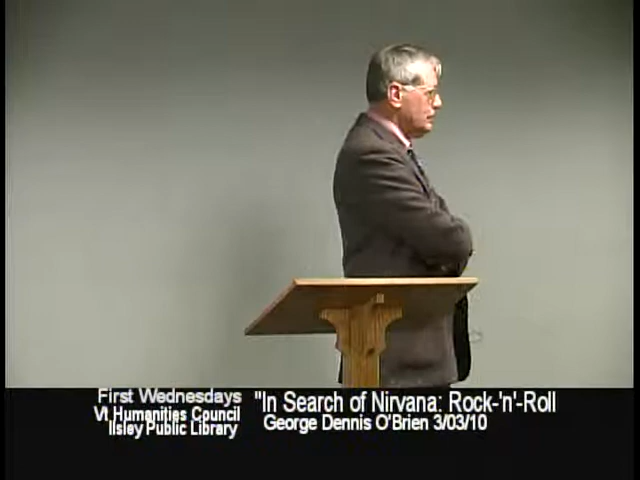 First Wednesdays
VT Humanities Council
Ilsley Public Library
"In Search of Nirvana: Rock-'n'-Roll
George Dennis O'Brien 3/03/10